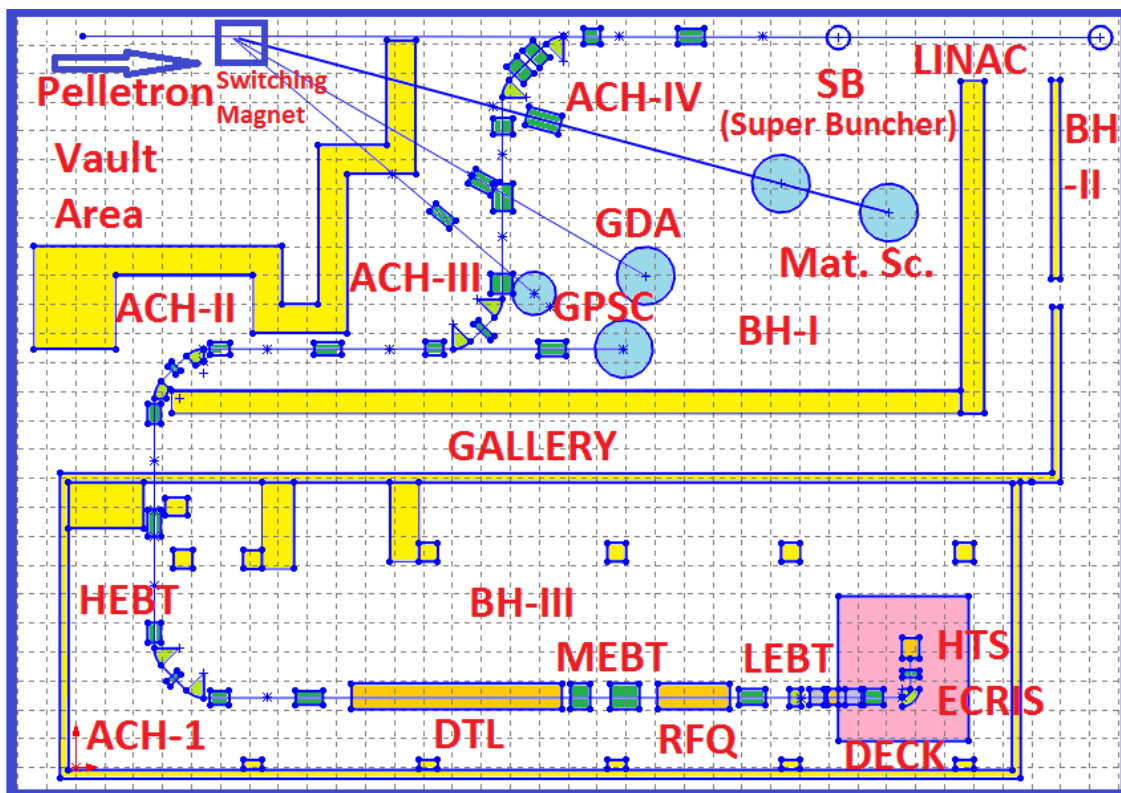 Pelletron
Switching
Magnet
Vault
Area
ACH-IV
SB
(Super Buncher)
LINAC
BH
-II
GDA
Mat. Sc.
ACH-III
ACH-II
GPSC
BH-I
GALLERY
HEBT
BH-III
MEBT
LEBT
HTS
ECRIS
ACH-1
DTL
RFQ
DECK